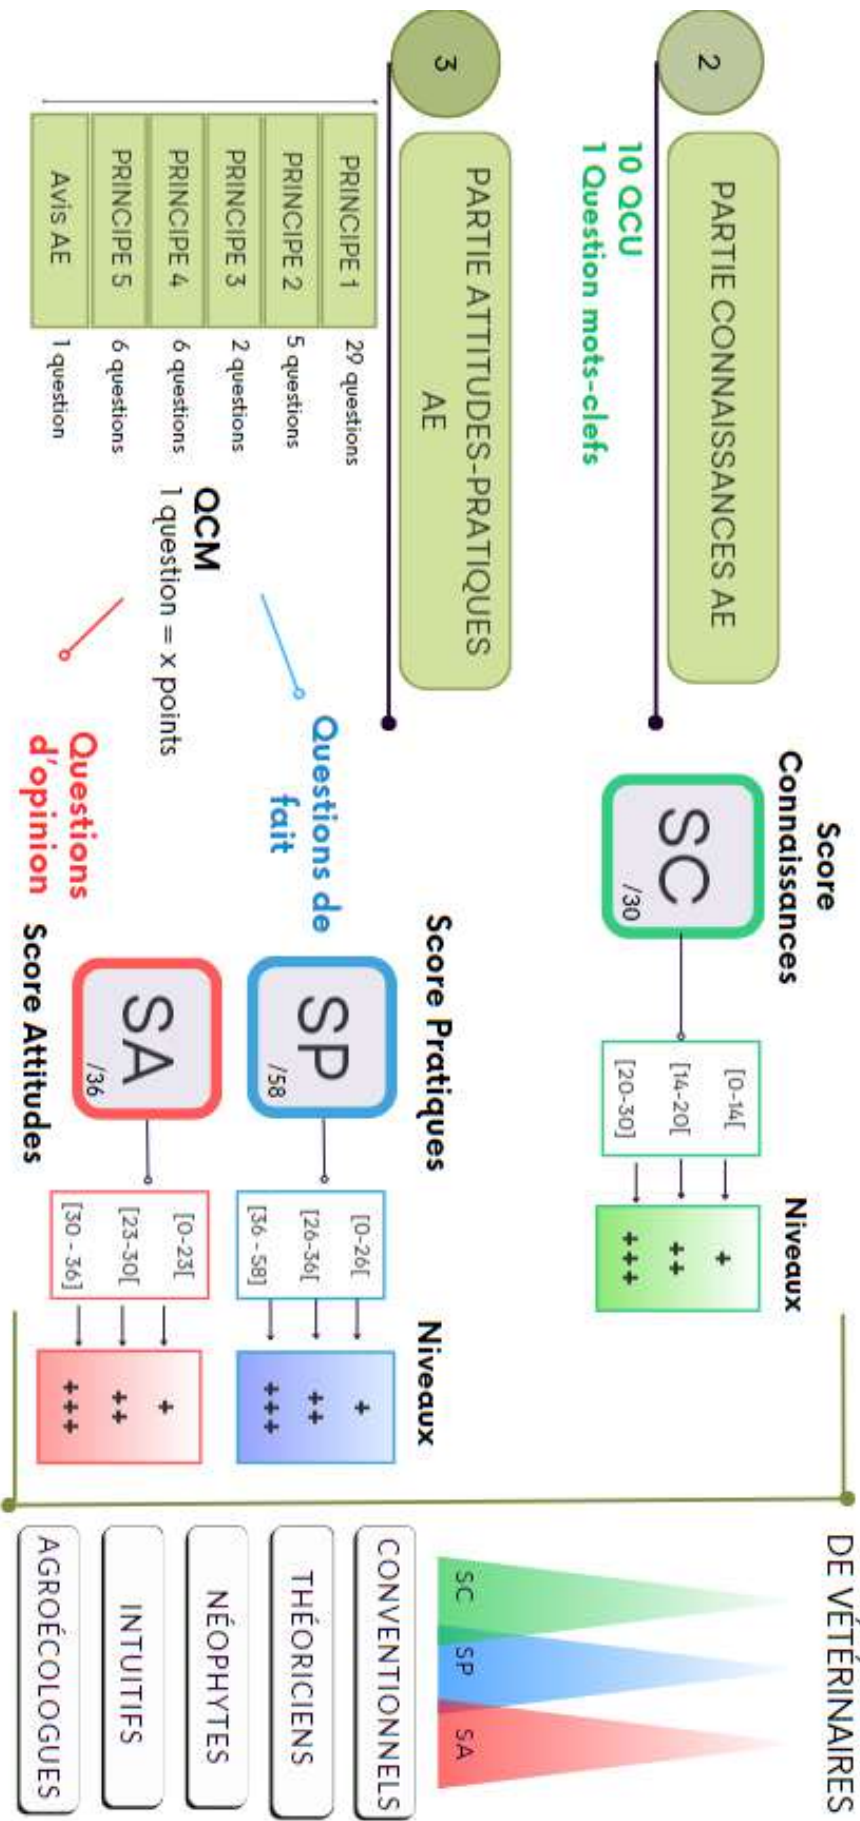 2
PARTIE CONNAISSANCES AE
10 QCU
1 Question mots-clefs
Score
Connaissances
SC
/30
[0-14[
[14-20[
[20-30]
Niveaux
+
++
+++
3
PARTIE ATTITUDES-PRATIQUES
AE
PRINCIPE 1
29 questions
PRINCIPE 2
5 questions
PRINCIPE 3
2 questions
PRINCIPE 4
6 questions
PRINCIPE 5
6 questions
Avis AE
1 question
QCM
1 question = x points
Questions de
fait
Questions
d'opinion
Score Pratiques
SP
/58
[0-26[
[26-36[
[36 - 58]
Niveaux
+
++
+++
SA
/36
Score Attitudes
[0-23[
[23-30[
[30 - 36]
+
++
+++
DE VÉTÉRINAIRES
SC
SP
SA
CONVENTIONNELS
THÉORICIENS
NÉOPHYTES
INTUITIFS
AGROÉCOLOGUES